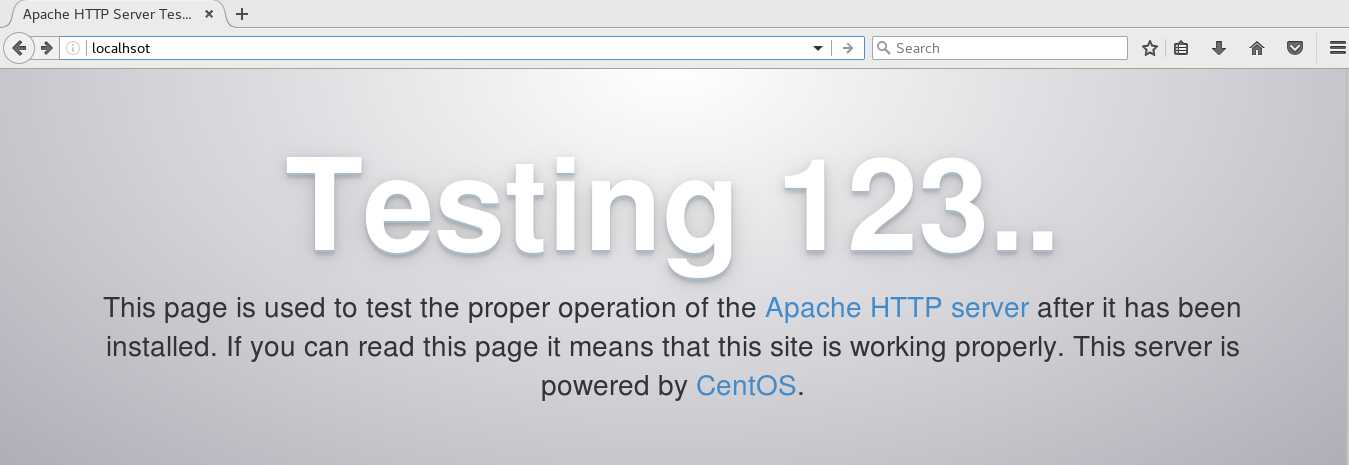 Apache HTTP Server Tes...
localhsot
Search
Testing 123..
This page is used to test the proper operation of the Apache HTTP server after it has been
installed. If you can read this page it means that this site is working properly. This server is
powered by CentOS.